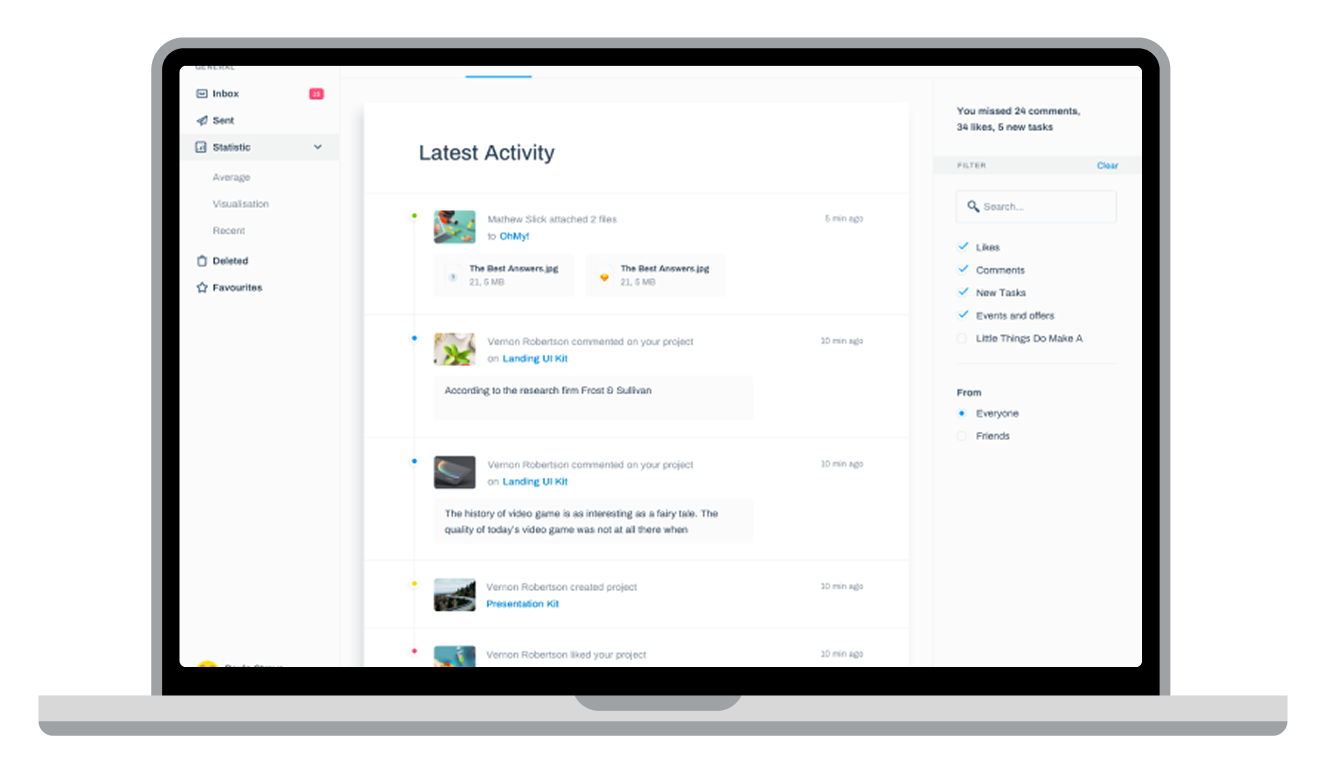 GENERAL
Inbox
Sent
Statistic
Average
Visualisation
Recent
Deleted
Favourites
Latest Activity
Mathew Slick attached 2 files
5 min ago
to OhMy!
The Best Answers.jpg
21, 5 MB
The Best Answers.jpg
21, 5 MB
Vernon Robertson commented on your project
10 min ago
on Landing UI Kit
According to the research firm Frost & Sullivan
Vernon Robertson commented on your project
10 min ago
on Landing UI Kit
The history of video game is as interesting as a fairy tale. The
quality of today's video game was not at all there when
Vernon Robertson created project
10 min ago
Presentation Kit
Vernon Robertson liked your project
10 min ago
You missed 24 comments,
34 likes, 5 new tasks
FILTER
Clear
Search...
Likes
Comments
New Tasks
Events and offers
Little Things Do Make A
From
Everyone
Friends